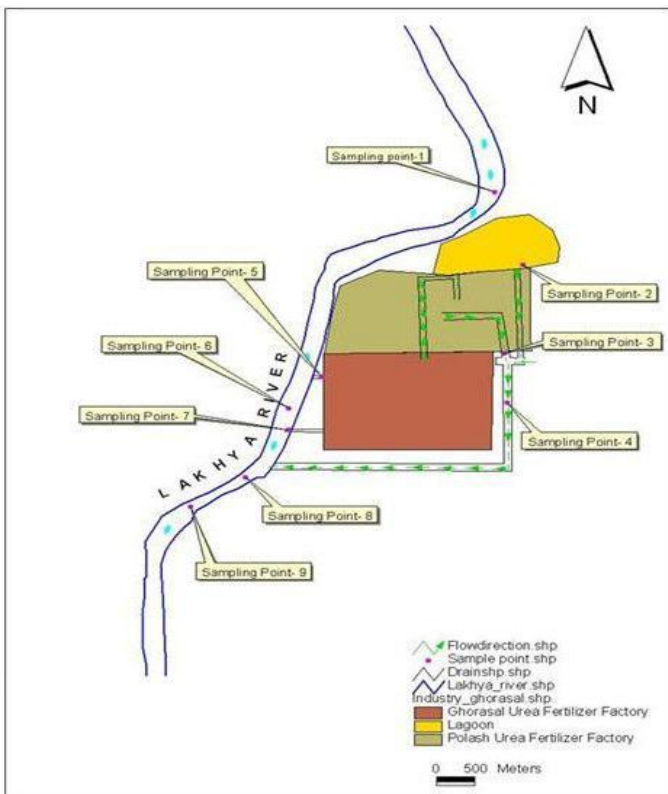 N
Sampling point-1
Sampling Point- 5
Sampling Point- 2
Sampling Point- 6
Sampling Point- 3
Sampling Point- 7
LAKHYA RIVER
Sampling Point- 4
Sampling Point- 8
Sampling Point- 9
Flowdirection.shp
Sample point.shp
Drainshp.shp
Lakhya_river.shp
Industry_ghorasal.shp
Ghorasal Urea Fertilizer Factory
Lagoon
Polash Urea Fertilizer Factory
0 500 Meters